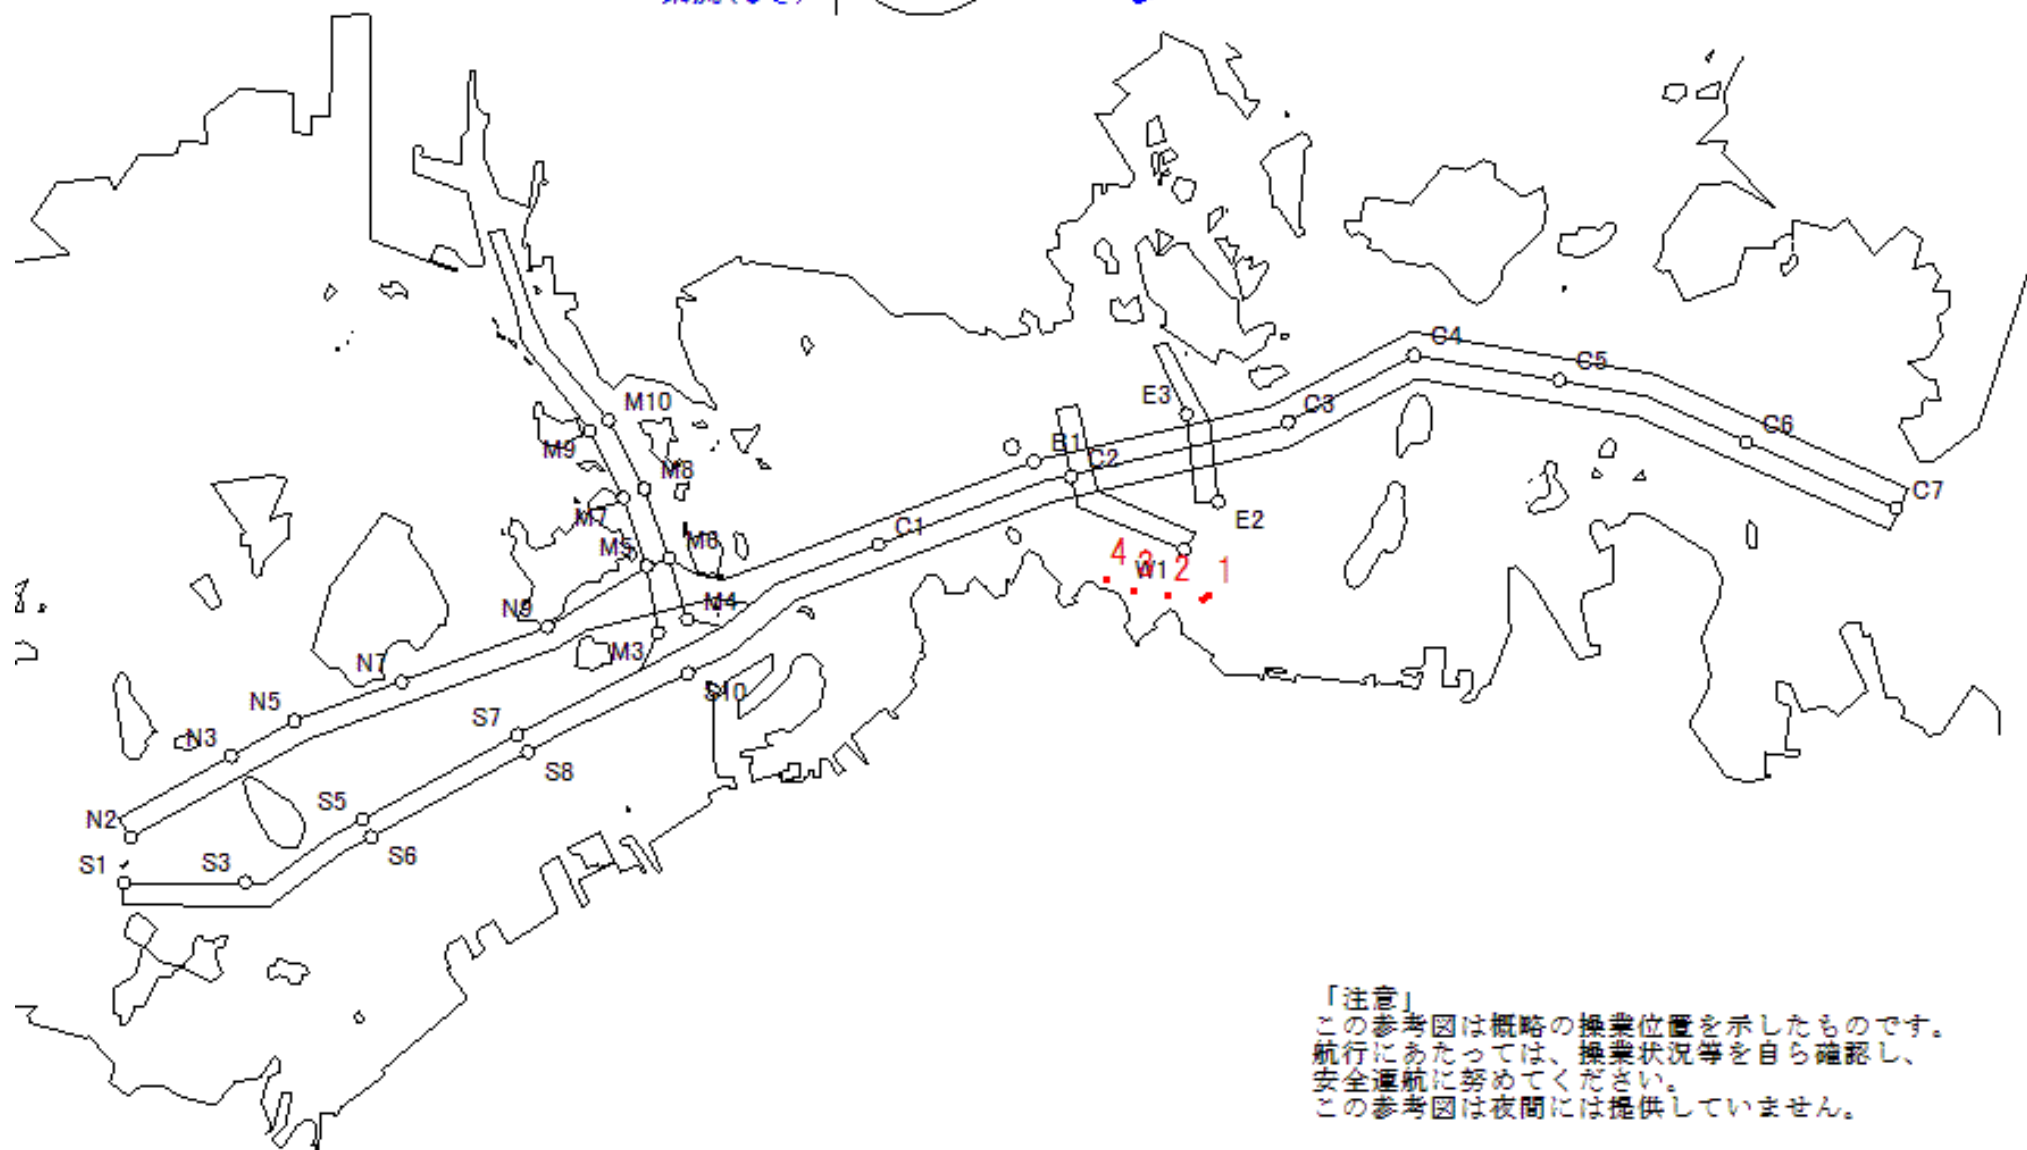 C4
C5
M10
E3
C3
C6
B1
M9
C2
M8
C7
M7
E2
C1
M5
M6
4
W1
2
1
N9
M4
M3
N7
S10
N5
S7
N3
S8
S5
N2
S6
S1
S3
「注意」
この参考図は概略の操業位置を示したものです。
航行にあたっては、操業状況等を自ら確認し、
安全運航に努めてください。
この参考図は夜間には提供していません。